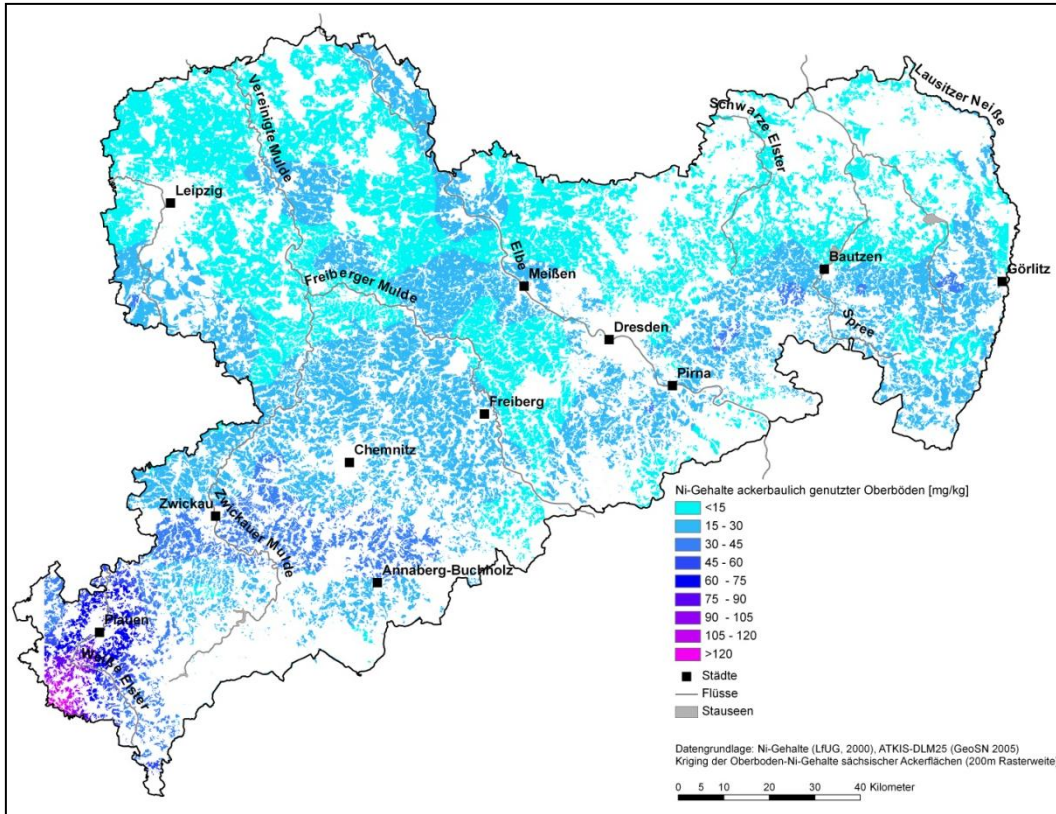 Lausitzer Neiße
Schwarze Elster
Vereinigte Mulde
Leipzig
Elbe
Bautzen
Görlitz
Meißen
Freiberger Mulde
Spree
Dresden
Pirna
Freiberg
Chemnitz
Zwickau
Zwickauer Mulde
Annaberg-Buchholz
Plauen
Weiße Elster
Ni-Gehalte ackerbaulich genutzter Oberböden [mg/kg]
<15
15 - 30
30 - 45
45 - 60
60 - 75
75 - 90
90 - 105
105 - 120
>120
Städte
Flüsse
Stauseen
Datengrundlage: Ni-Gehalte (LfUG, 2000), ATKIS-DLM25 (GeoSN 2005)
Kriging der Oberboden-Ni-Gehalte sächsischer Ackerflächen (200m Rasterweite)
0 5 10 20 30 40 Kilometer